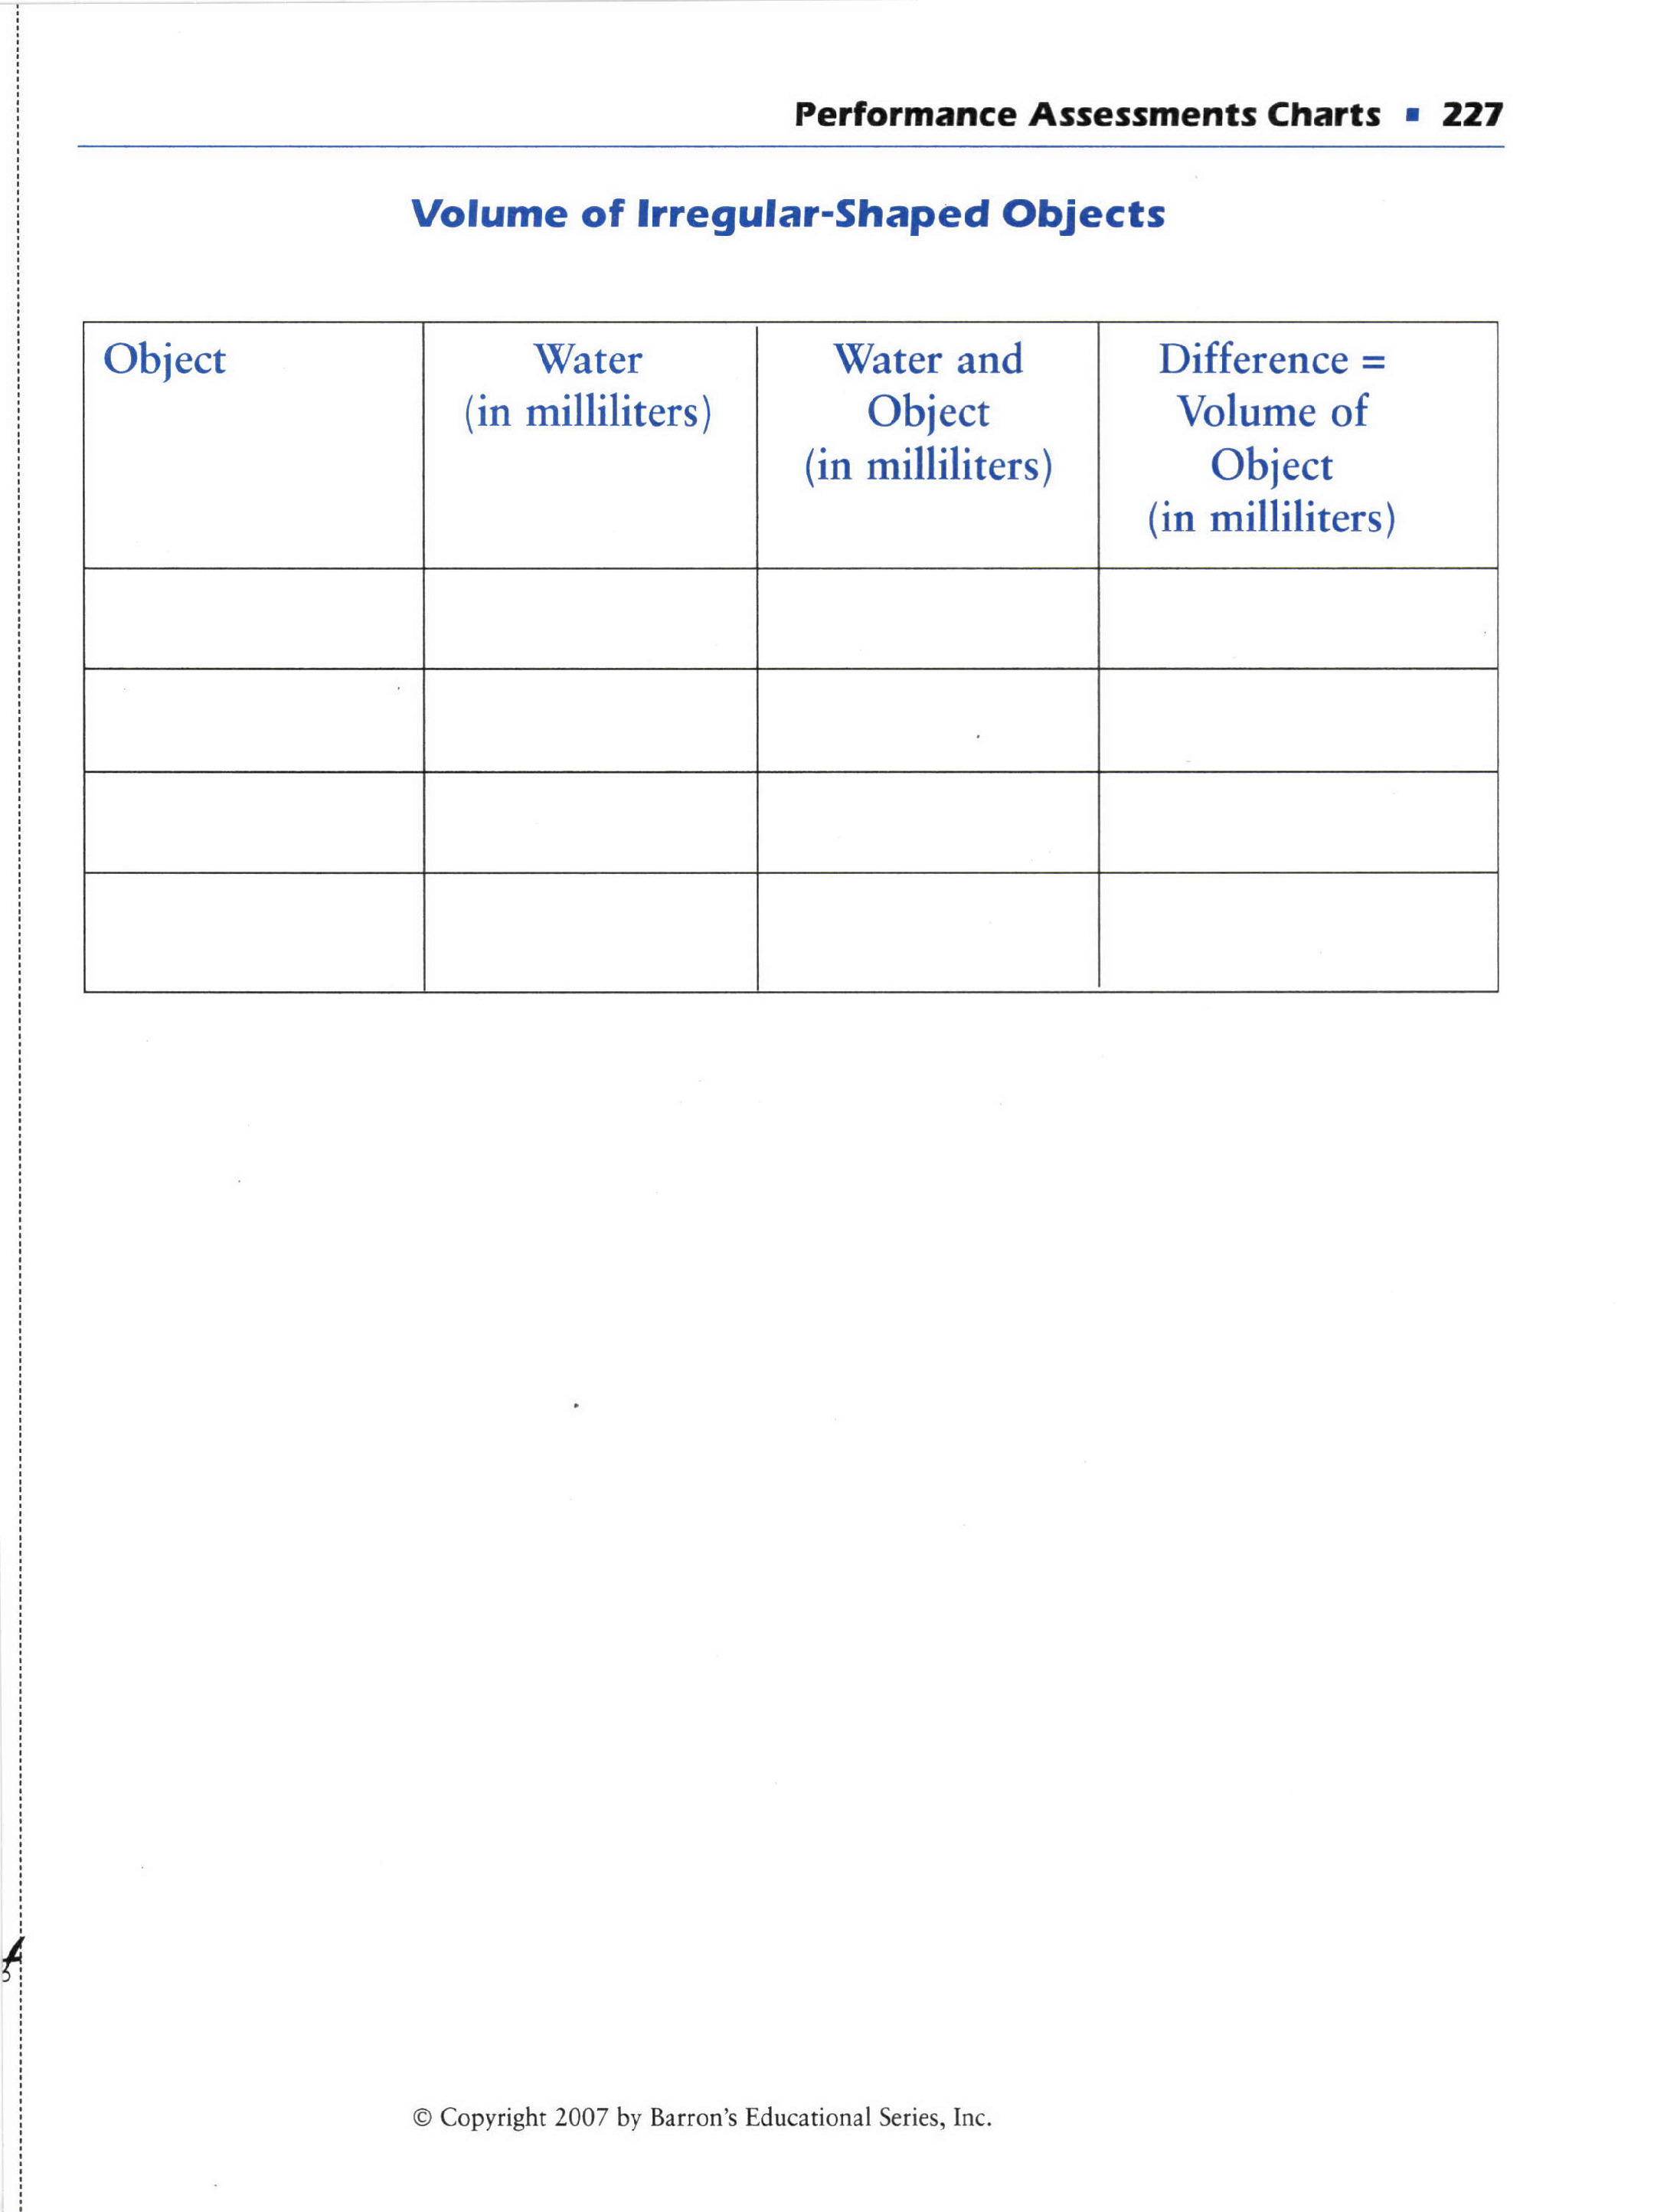 Performance Assessments Charts ▪ 227
Volume of Irregular-Shaped Objects
Object
Water
(in milliliters)
Water and
Object
(in milliliters)
Difference =
Volume of
Object
(in milliliters)
© Copyright 2007 by Barron's Educational Series, Inc.